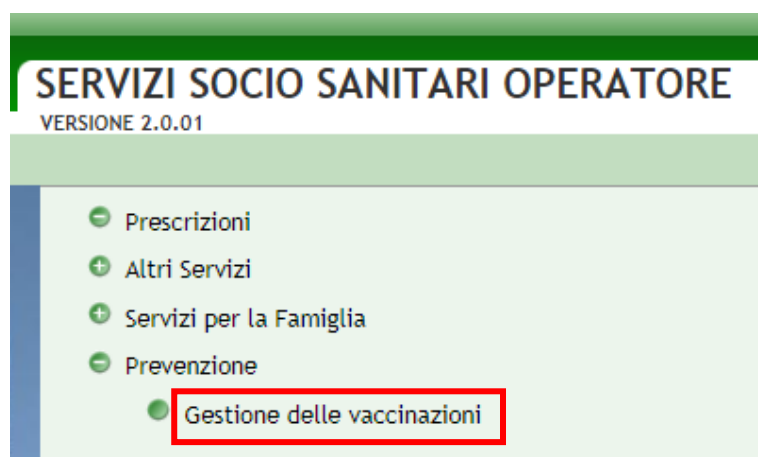 SERVIZI SOCIO SANITARI OPERATORE
VERSIONE 2.0.01
Prescrizioni
Altri Servizi
Servizi per la Famiglia
Prevenzione
Gestione delle vaccinazioni